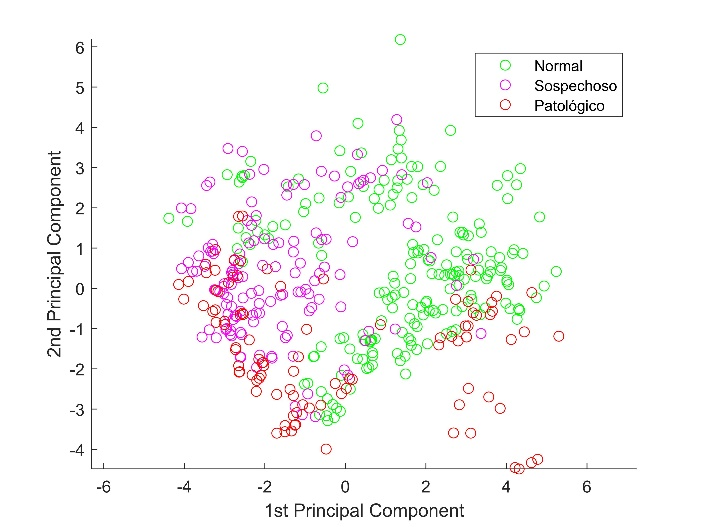 6
5
4
3
2
1
0
-1
-2
-3
-4
2nd Principal Component
Normal
Sospechoso
Patológico
-6 -4 -2 0 2 4 6
1st Principal Component